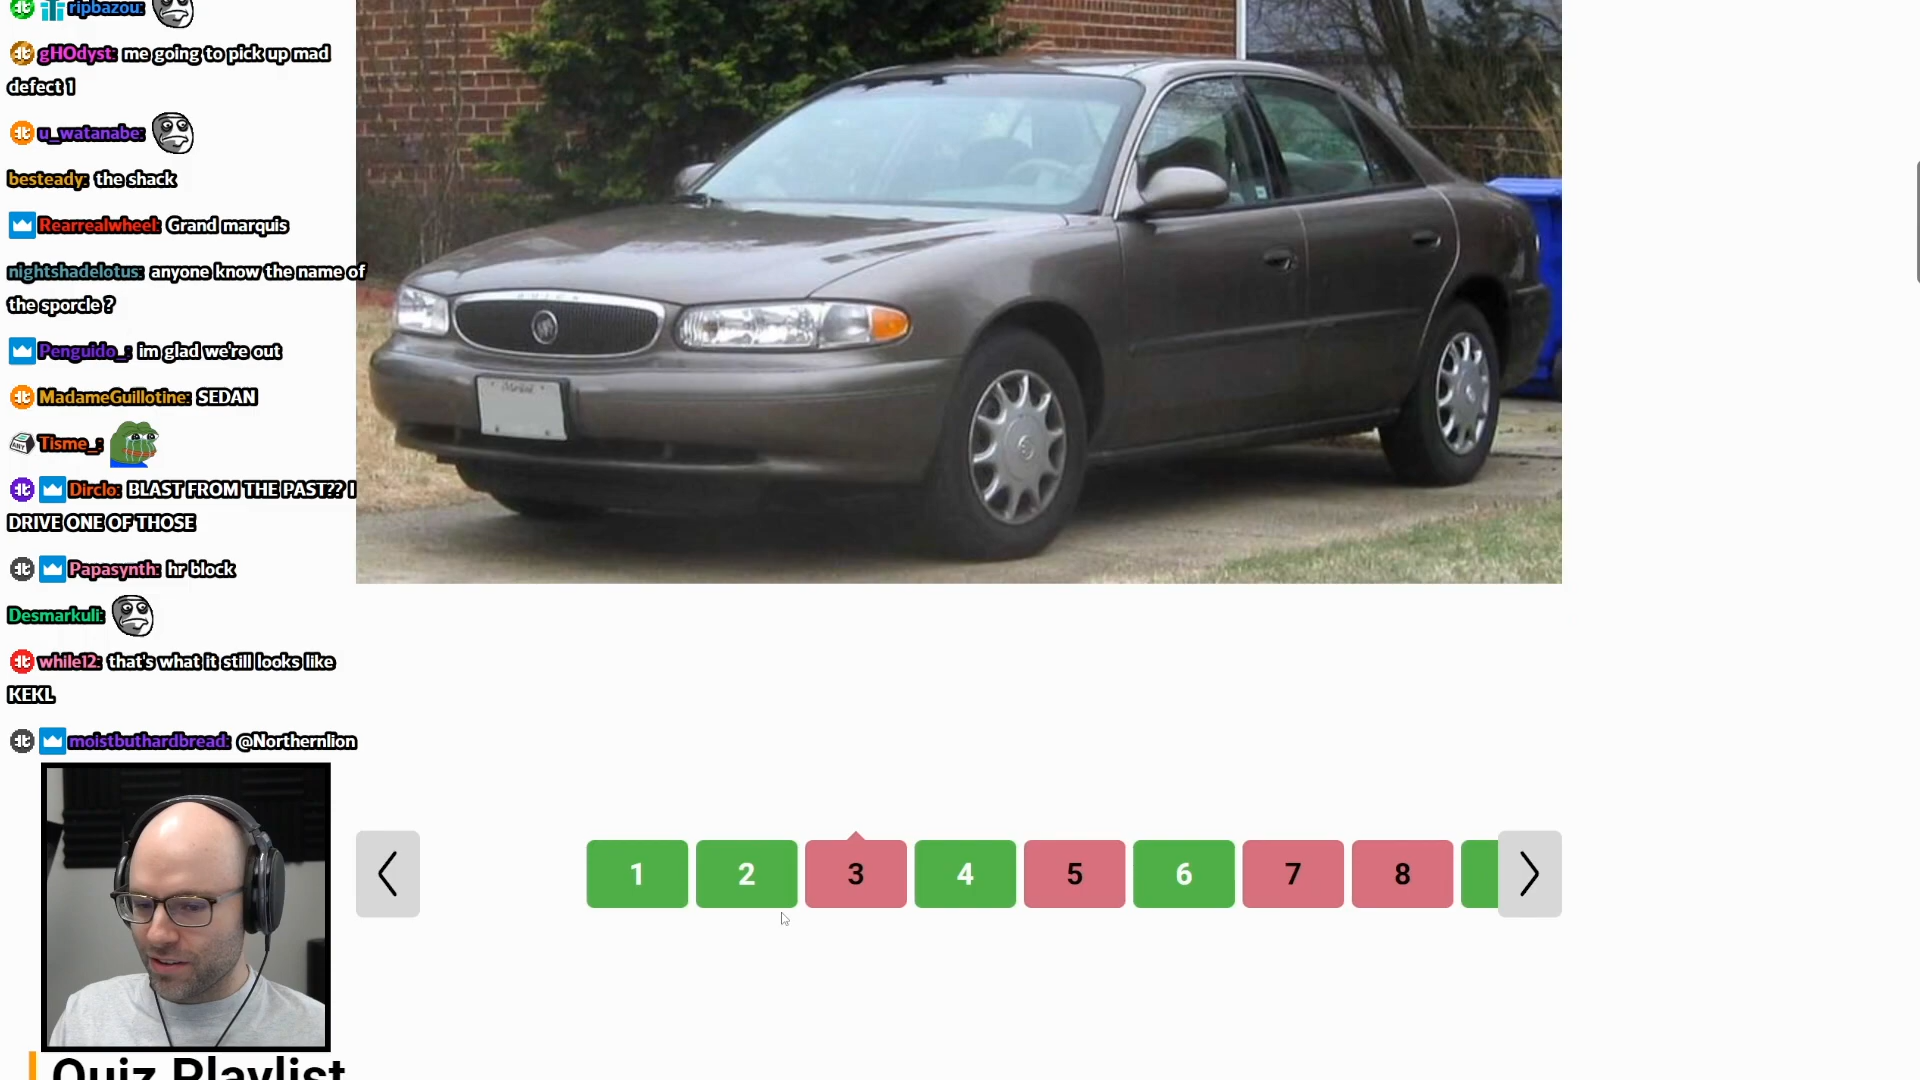 ripbazou:
gHOdyst: me going to pick up mad
defect 1
u_watanabe:
besteady: the shack
Rearrealwheel: Grand marquis
nightshadelotus: anyone know the name of
the sporcle ?
Penguido_: im glad we're out
MadameGuillotine: SEDAN
Tisme_:
Dirclo: BLAST FROM THE PAST?? I
DRIVE ONE OF THOSE
Papasynth: hr block
Desmarkuli:
while12: that's what it still looks like
KEKL
moistbuthardbread: @Northernlion
BUICK
1 2 3 4 5 6 7 8
Quiz Playlist